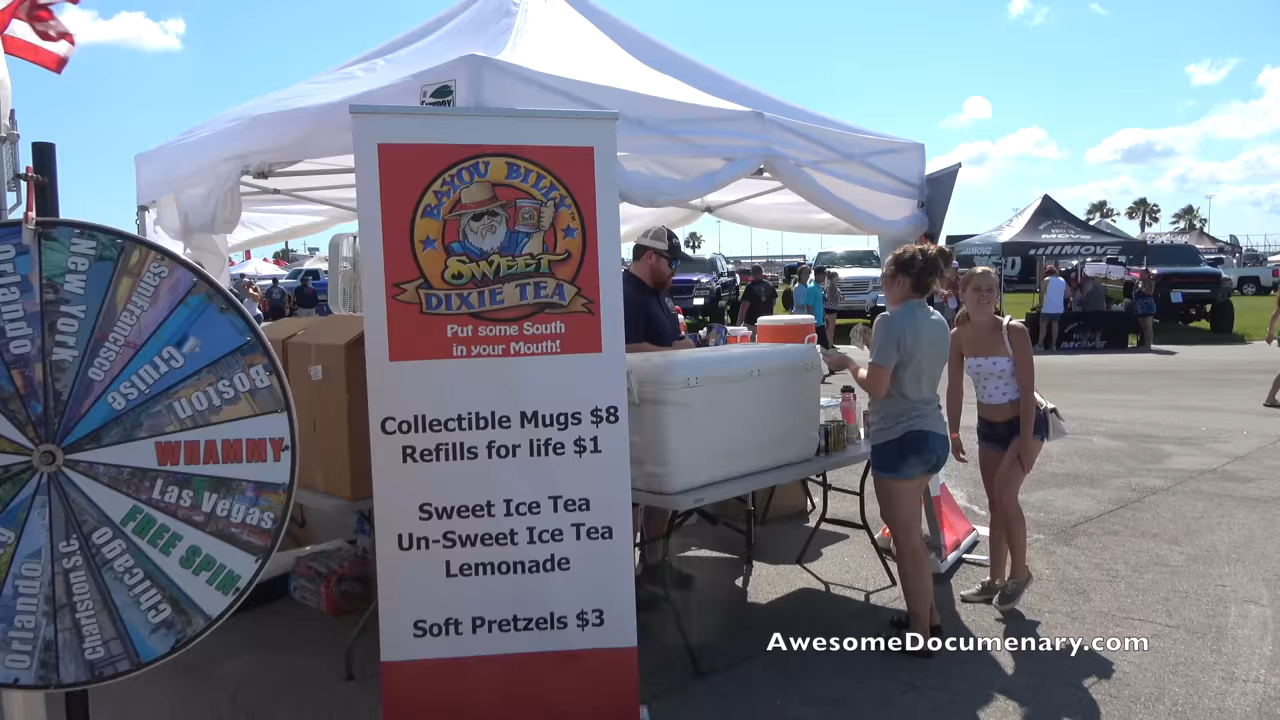 BAYOU BILLY
SWEET
DIXIE TEA
Put some South
in your Mouth!
Collectible Mugs $8
Refills for life $1
Sweet Ice Tea
Un-Sweet Ice Tea
Lemonade
Soft Pretzels $3
Orlando
New York
San Francisco
Cruise
Boston
WHAMMY
Las Vegas
FREE SPIN
Chicago
Charlston S.C.
Orlando
MOVE
MOVE
MOVE
AwesomeDocumenary.com